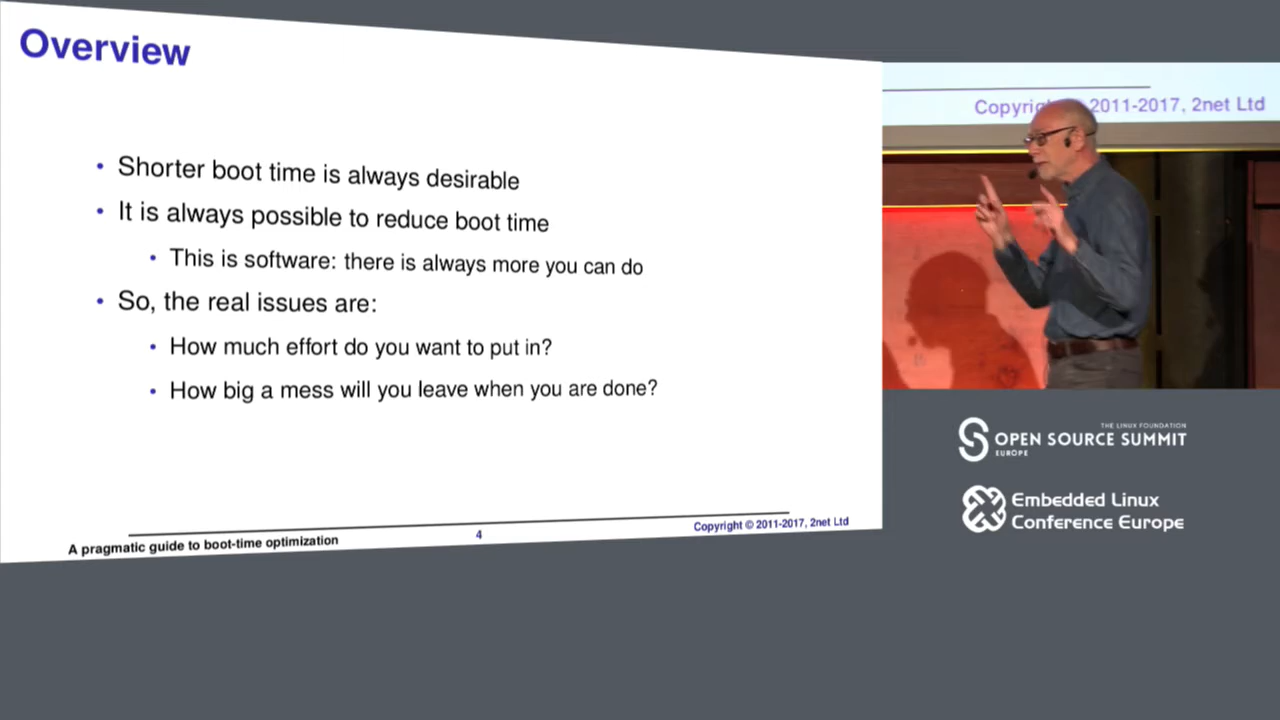 Overview
• Shorter boot time is always desirable
• It is always possible to reduce boot time
• This is software: there is always more you can do
• So, the real issues are:
• How much effort do you want to put in?
• How big a mess will you leave when you are done?
A pragmatic guide to boot-time optimization
4
Copyright © 2011-2017, 2net Ltd
2011-2017, 2net Ltd
THE LINUX FOUNDATION
OPEN SOURCE SUMMIT
EUROPE
Embedded Linux
Conference Europe